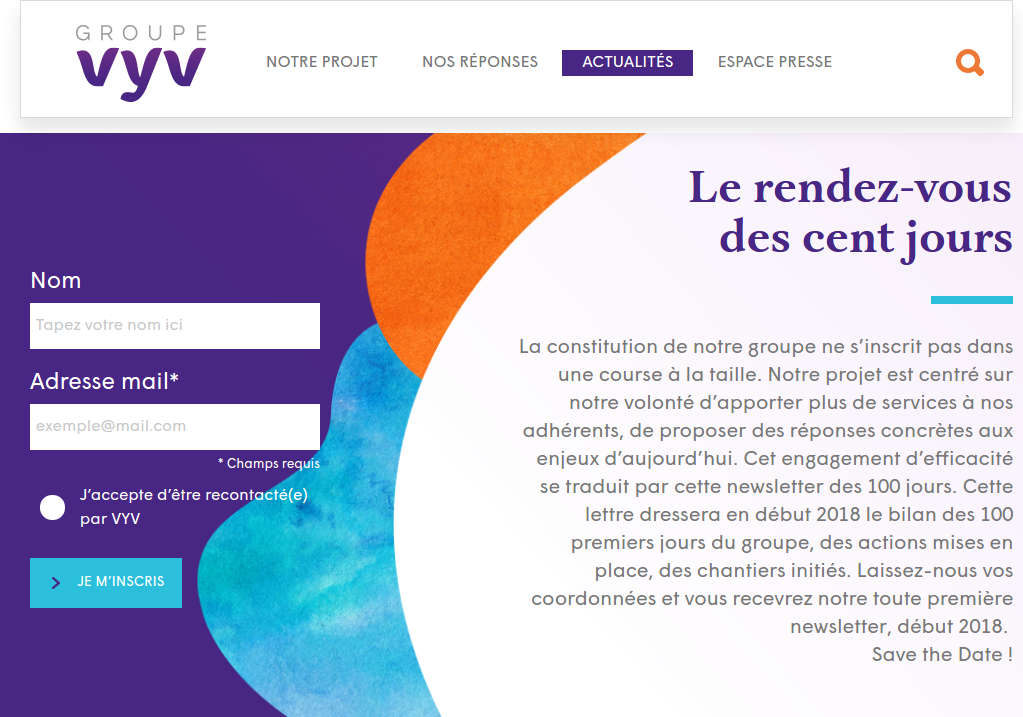 GROUPE
vyv
NOTRE PROJET
NOS RÉPONSES
ACTUALITÉS
ESPACE PRESSE
Nom
Tapez votre nom ici
Adresse mail*
exemple@mail.com
* Champs requis
J’accepte d’être recontacté(e)
par VYV
JE M’INSCRIS
Le rendez-vous
des cent jours
La constitution de notre groupe ne s’inscrit pas dans
une course à la taille. Notre projet est centré sur
notre volonté d’apporter plus de services à nos
adhérents, de proposer des réponses concrètes aux
enjeux d’aujourd’hui. Cet engagement d’efficacité
se traduit par cette newsletter des 100 jours. Cette
lettre dressera en début 2018 le bilan des 100
premiers jours du groupe, des actions mises en
place, des chantiers initiés. Laissez-nous vos
coordonnées et vous recevrez notre toute première
newsletter, début 2018.
Save the Date !